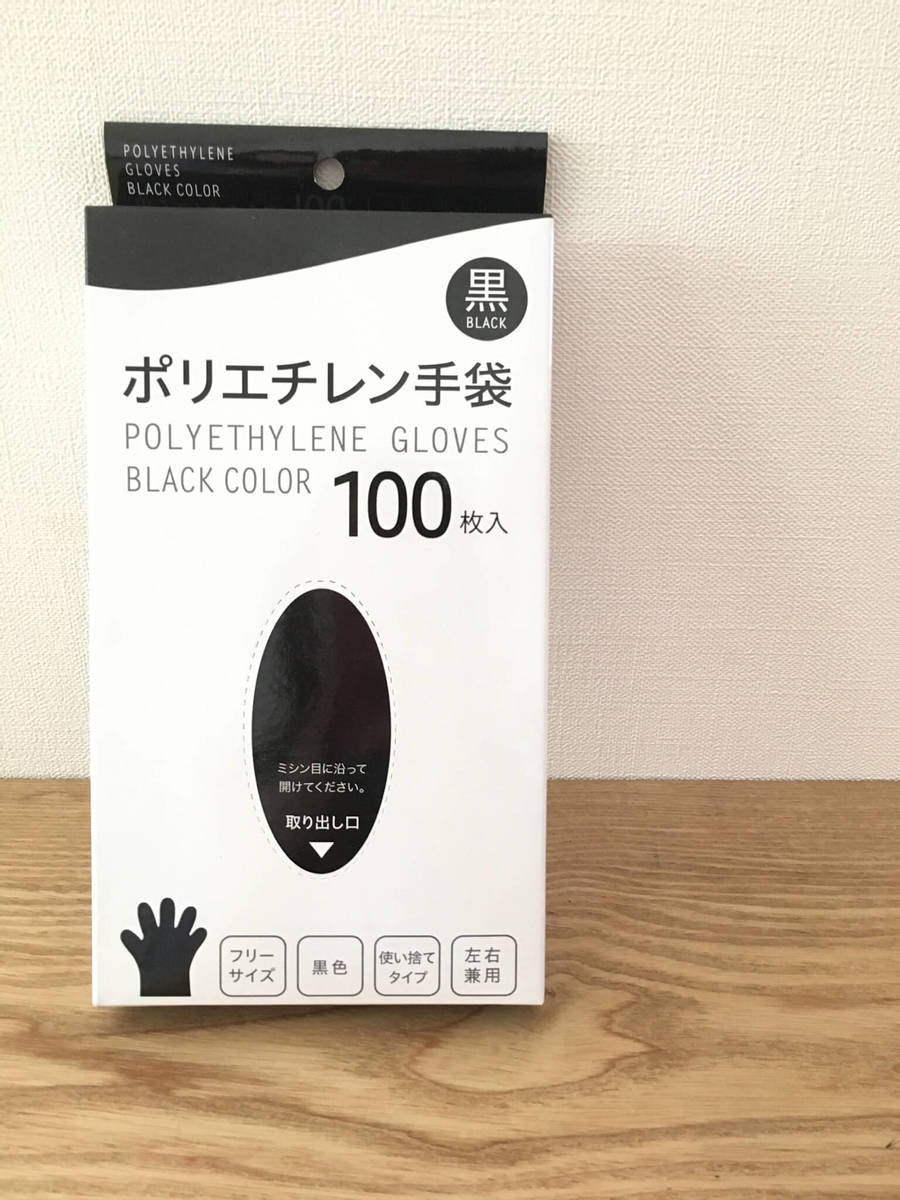 POLYETHYLENE
GLOVES
BLACK COLOR
100
黒
BLACK
ポリエチレン手袋
POLYETHYLENE GLOVES
BLACK COLOR 100枚入
ミシン目に沿って
開けてください。
取り出し口
フリー
サイズ
黒色
使い捨て
タイプ
左右
兼用